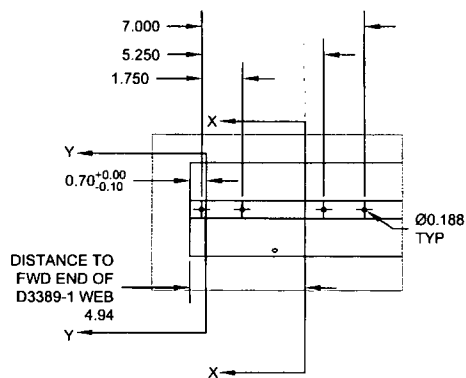 7.000
5.250
1.750
X
Y
0.70 +0.00 -0.10
Ø0.188
TYP
DISTANCE TO
FWD END OF
D3389-1 WEB
4.94
Y
X